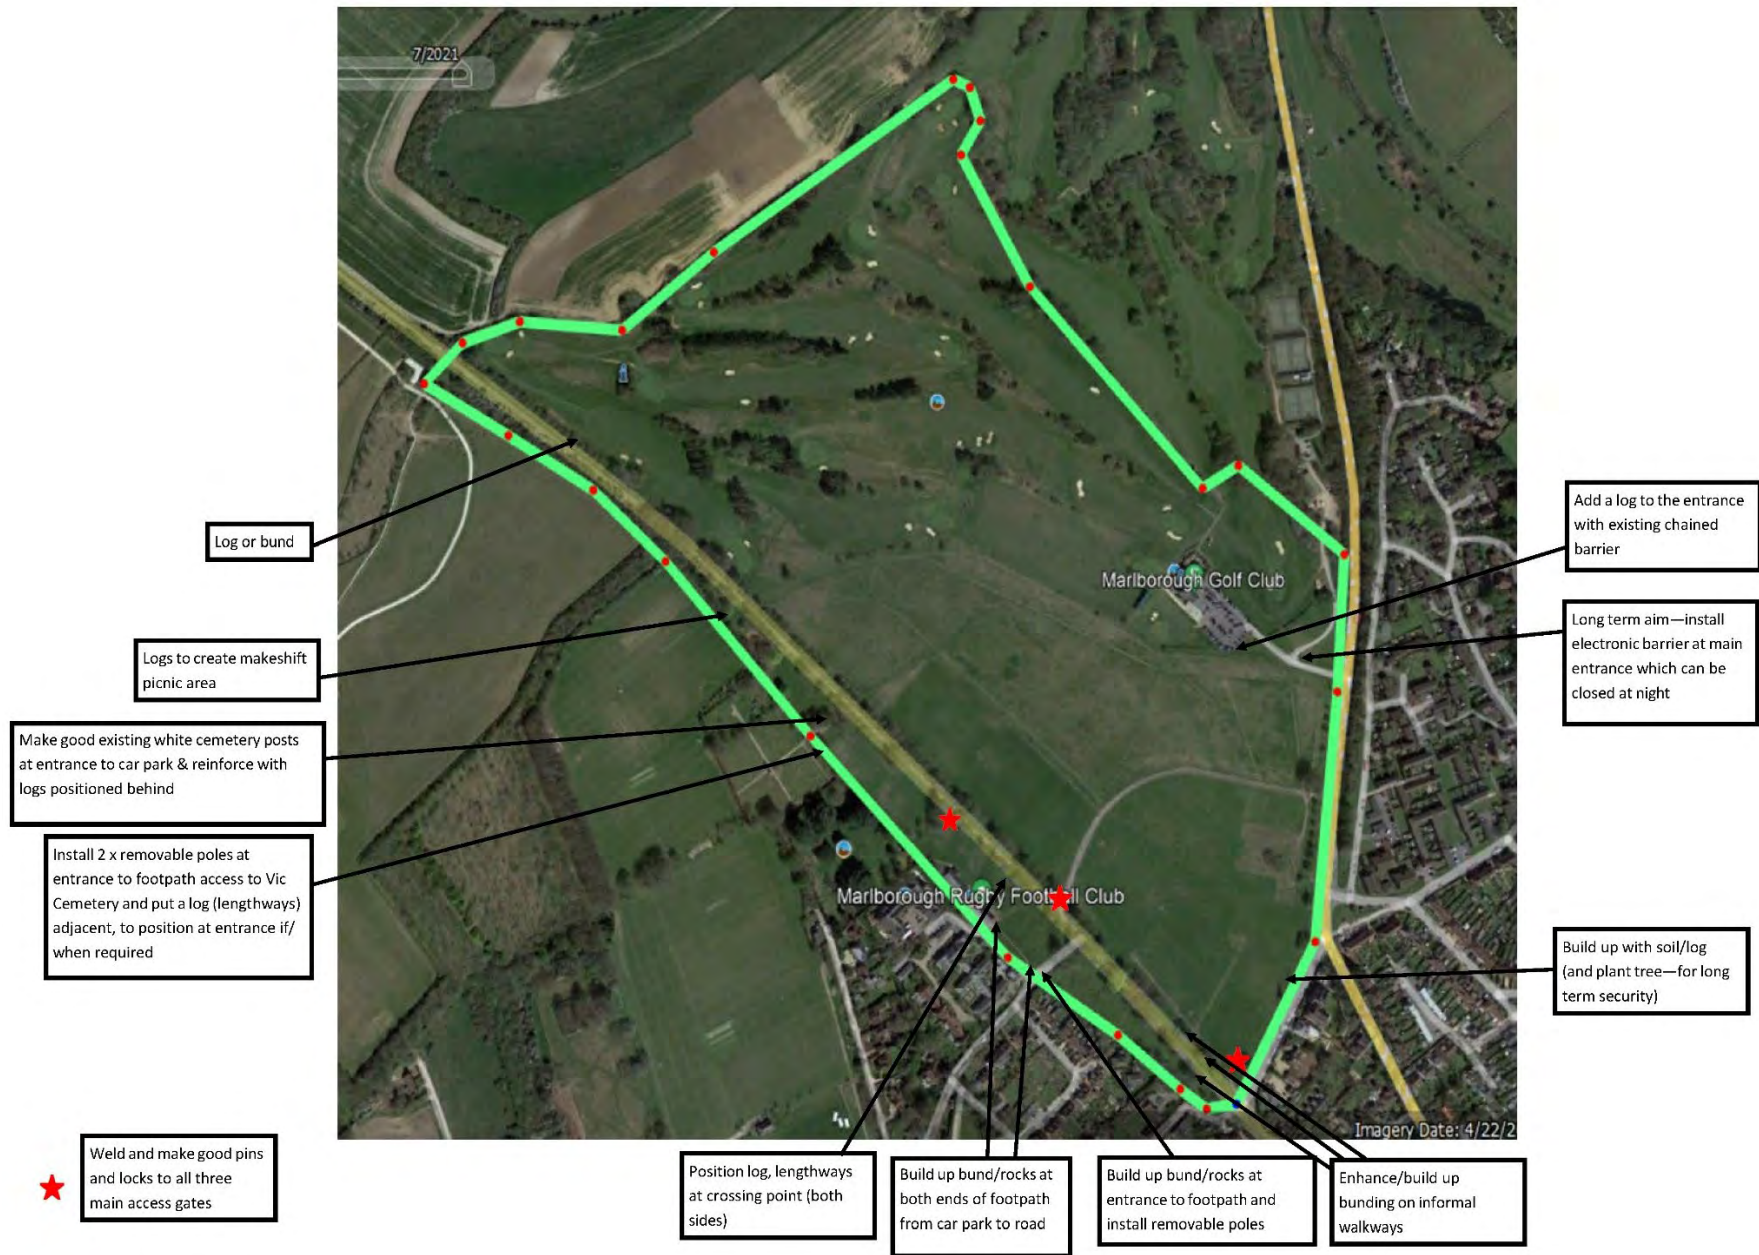 7/2021
Log or bund
Logs to create makeshift
picnic area
Make good existing white cemetery posts
at entrance to car park & reinforce with
logs positioned behind
Install 2 x removable poles at
entrance to footpath access to Vic
Cemetery and put a log (lengthways)
adjacent, to position at entrance if/
when required
Weld and make good pins
and locks to all three
main access gates
Marlborough Golf Club
Marlborough Rugby Football Club
Add a log to the entrance
with existing chained
barrier
Long term aim—install
electronic barrier at main
entrance which can be
closed at night
Build up with soil/log
(and plant tree—for long
term security)
Imagery Date: 4/22/2
Position log, lengthways
at crossing point (both
sides)
Build up bund/rocks at
both ends of footpath
from car park to road
Build up bund/rocks at
entrance to footpath and
install removable poles
Enhance/build up
bunding on informal
walkways